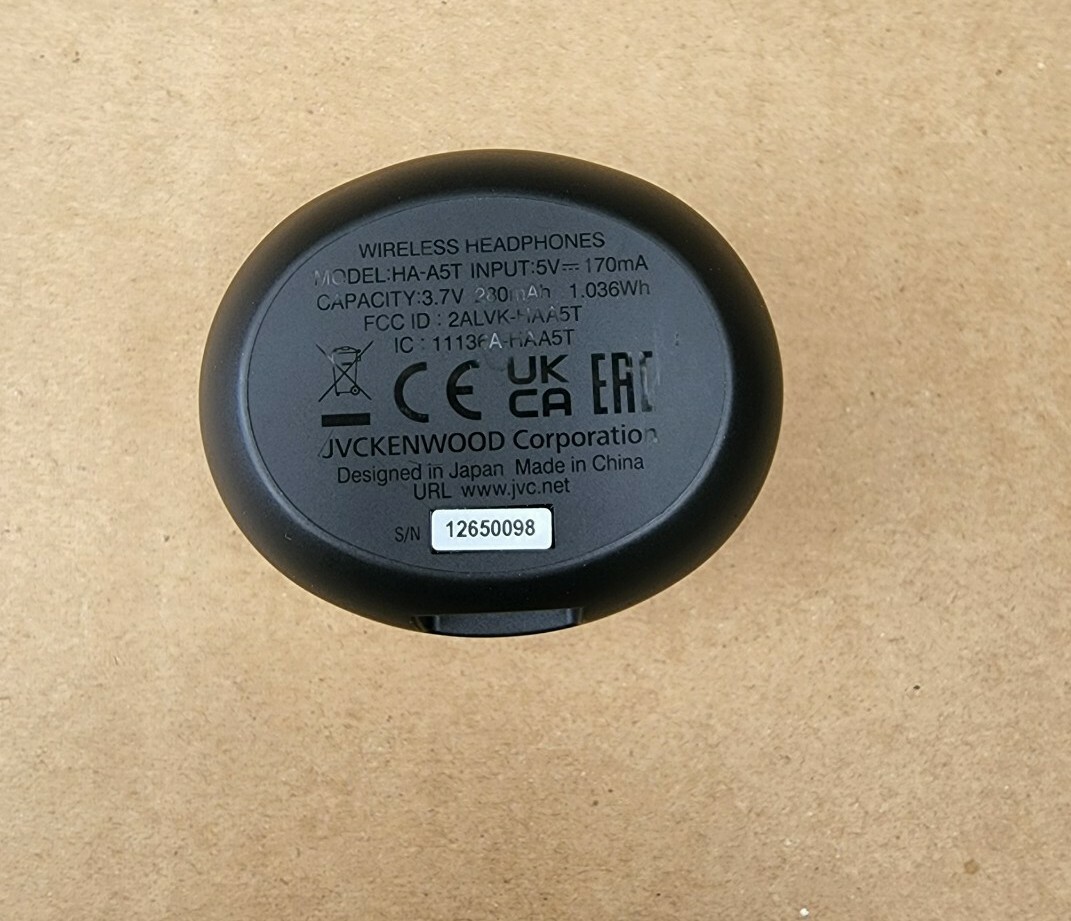 WIRELESS HEADPHONES
MODEL:HA-A5T INPUT:5V⎓170mA
CAPACITY:3.7V 280mAh 1.036Wh
FCC ID : 2ALVK-HAA5T
IC : 11136A-HAA5T
CE UK CA EAC
JVCKENWOOD Corporation
Designed in Japan Made in China
URL www.jvc.net
S/N 12650098